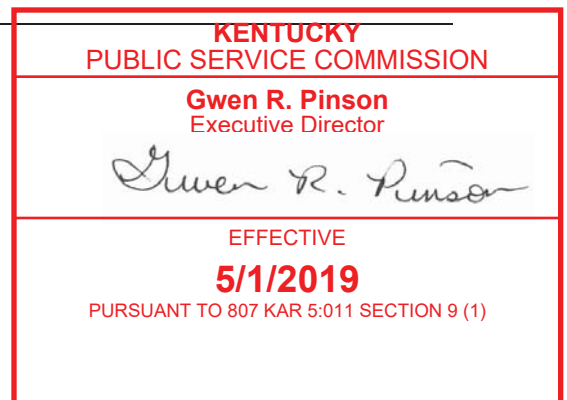 KENTUCKY
PUBLIC SERVICE COMMISSION
Gwen R. Pinson
Executive Director
Gwen R. Pinson
EFFECTIVE
5/1/2019
PURSUANT TO 807 KAR 5:011 SECTION 9 (1)